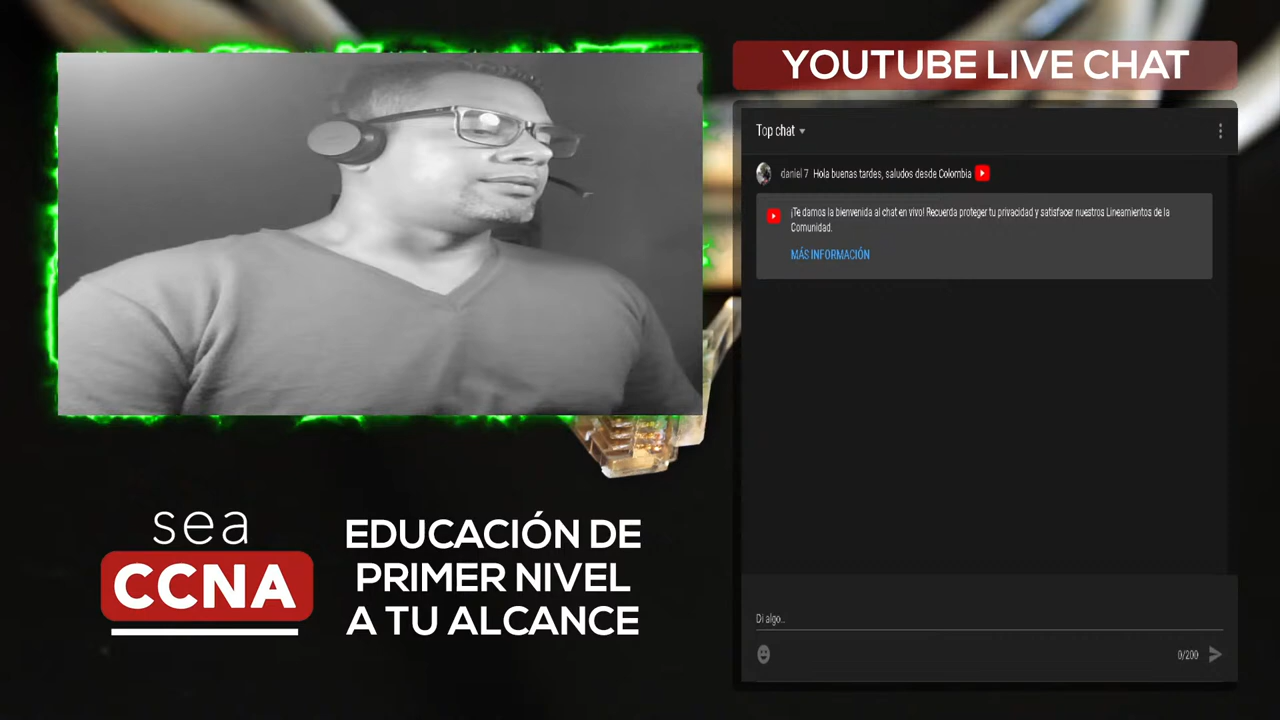 YOUTUBE LIVE CHAT
Top chat
daniel 7 Hola buenas tardes, saludos desde Colombia
¡Te damos la bienvenida al chat en vivo! Recuerda proteger tu privacidad y satisfacer nuestros Lineamientos de la
Comunidad.
MÁS INFORMACIÓN
Di algo...
0/200
sea
CCNA
EDUCACIÓN DE
PRIMER NIVEL
A TU ALCANCE